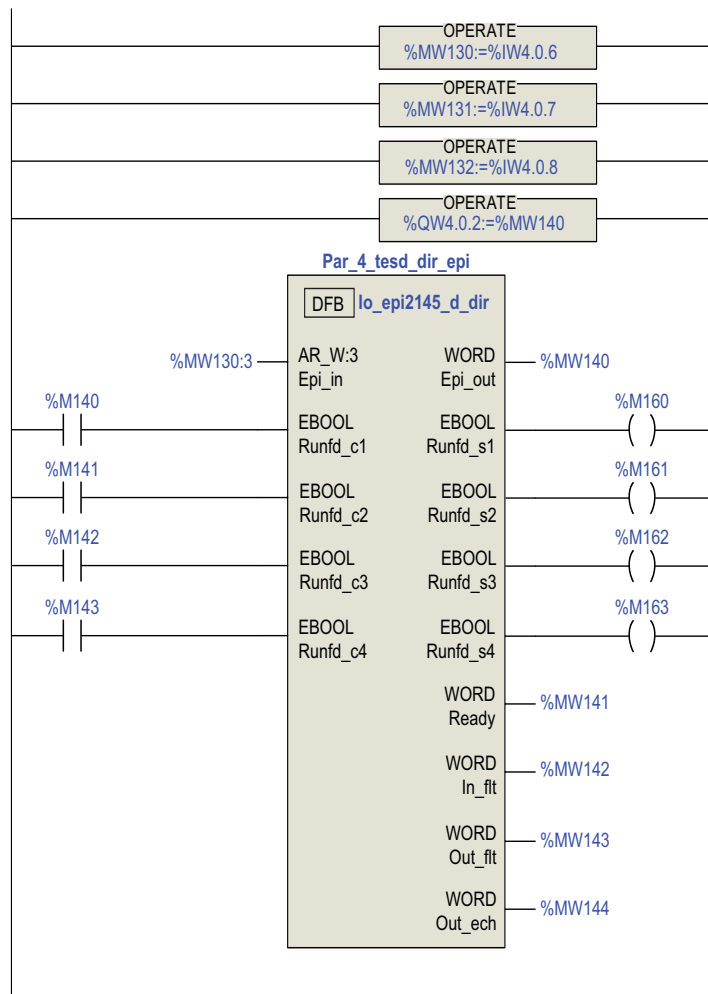 OPERATE
%MW130:=%IW4.0.6
OPERATE
%MW131:=%IW4.0.7
OPERATE
%MW132:=%IW4.0.8
OPERATE
%QW4.0.2:=%MW140
Par_4_tesd_dir_epi
DFB Io_epi2145_d_dir
%MW130:3 AR_W:3 WORD %MW140
Epi_in Epi_out
%M140 %M160
EBOOL EBOOL
Runfd_c1 Runfd_s1
%M141 %M161
EBOOL EBOOL
Runfd_c2 Runfd_s2
%M142 %M162
EBOOL EBOOL
Runfd_c3 Runfd_s3
%M143 %M163
EBOOL EBOOL
Runfd_c4 Runfd_s4
WORD %MW141
Ready
WORD %MW142
In_flt
WORD %MW143
Out_flt
WORD %MW144
Out_ech